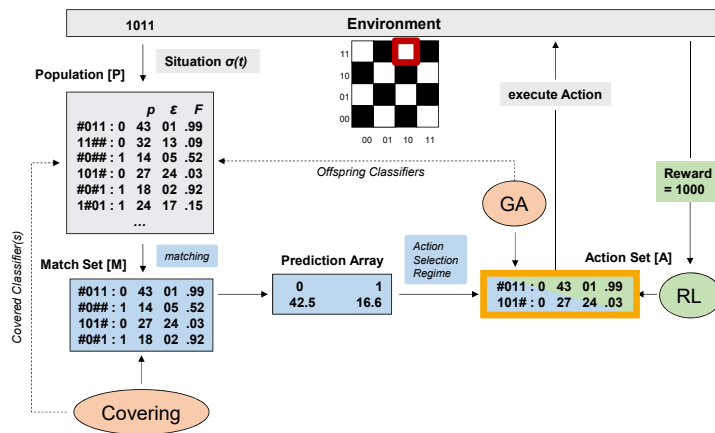 Environment
1011
Situation σ(t)
Population [P]
p ε F
#011 : 0 43 01 .99
11## : 0 32 13 .09
#0## : 1 14 05 .52
101# : 0 27 24 .03
#0#1 : 1 18 02 .92
1#01 : 1 24 17 .15
...
11
10
01
00
00 01 10 11
execute Action
Offspring Classifiers
GA
Reward
= 1000
Covered Classifier(s)
matching
Match Set [M]
#011 : 0 43 01 .99
#0## : 1 14 05 .52
101# : 0 27 24 .03
#0#1 : 1 18 02 .92
Prediction Array
0 1
42.5 16.6
Action
Selection
Regime
Action Set [A]
#011 : 0 43 01 .99
101# : 0 27 24 .03
RL
Covering